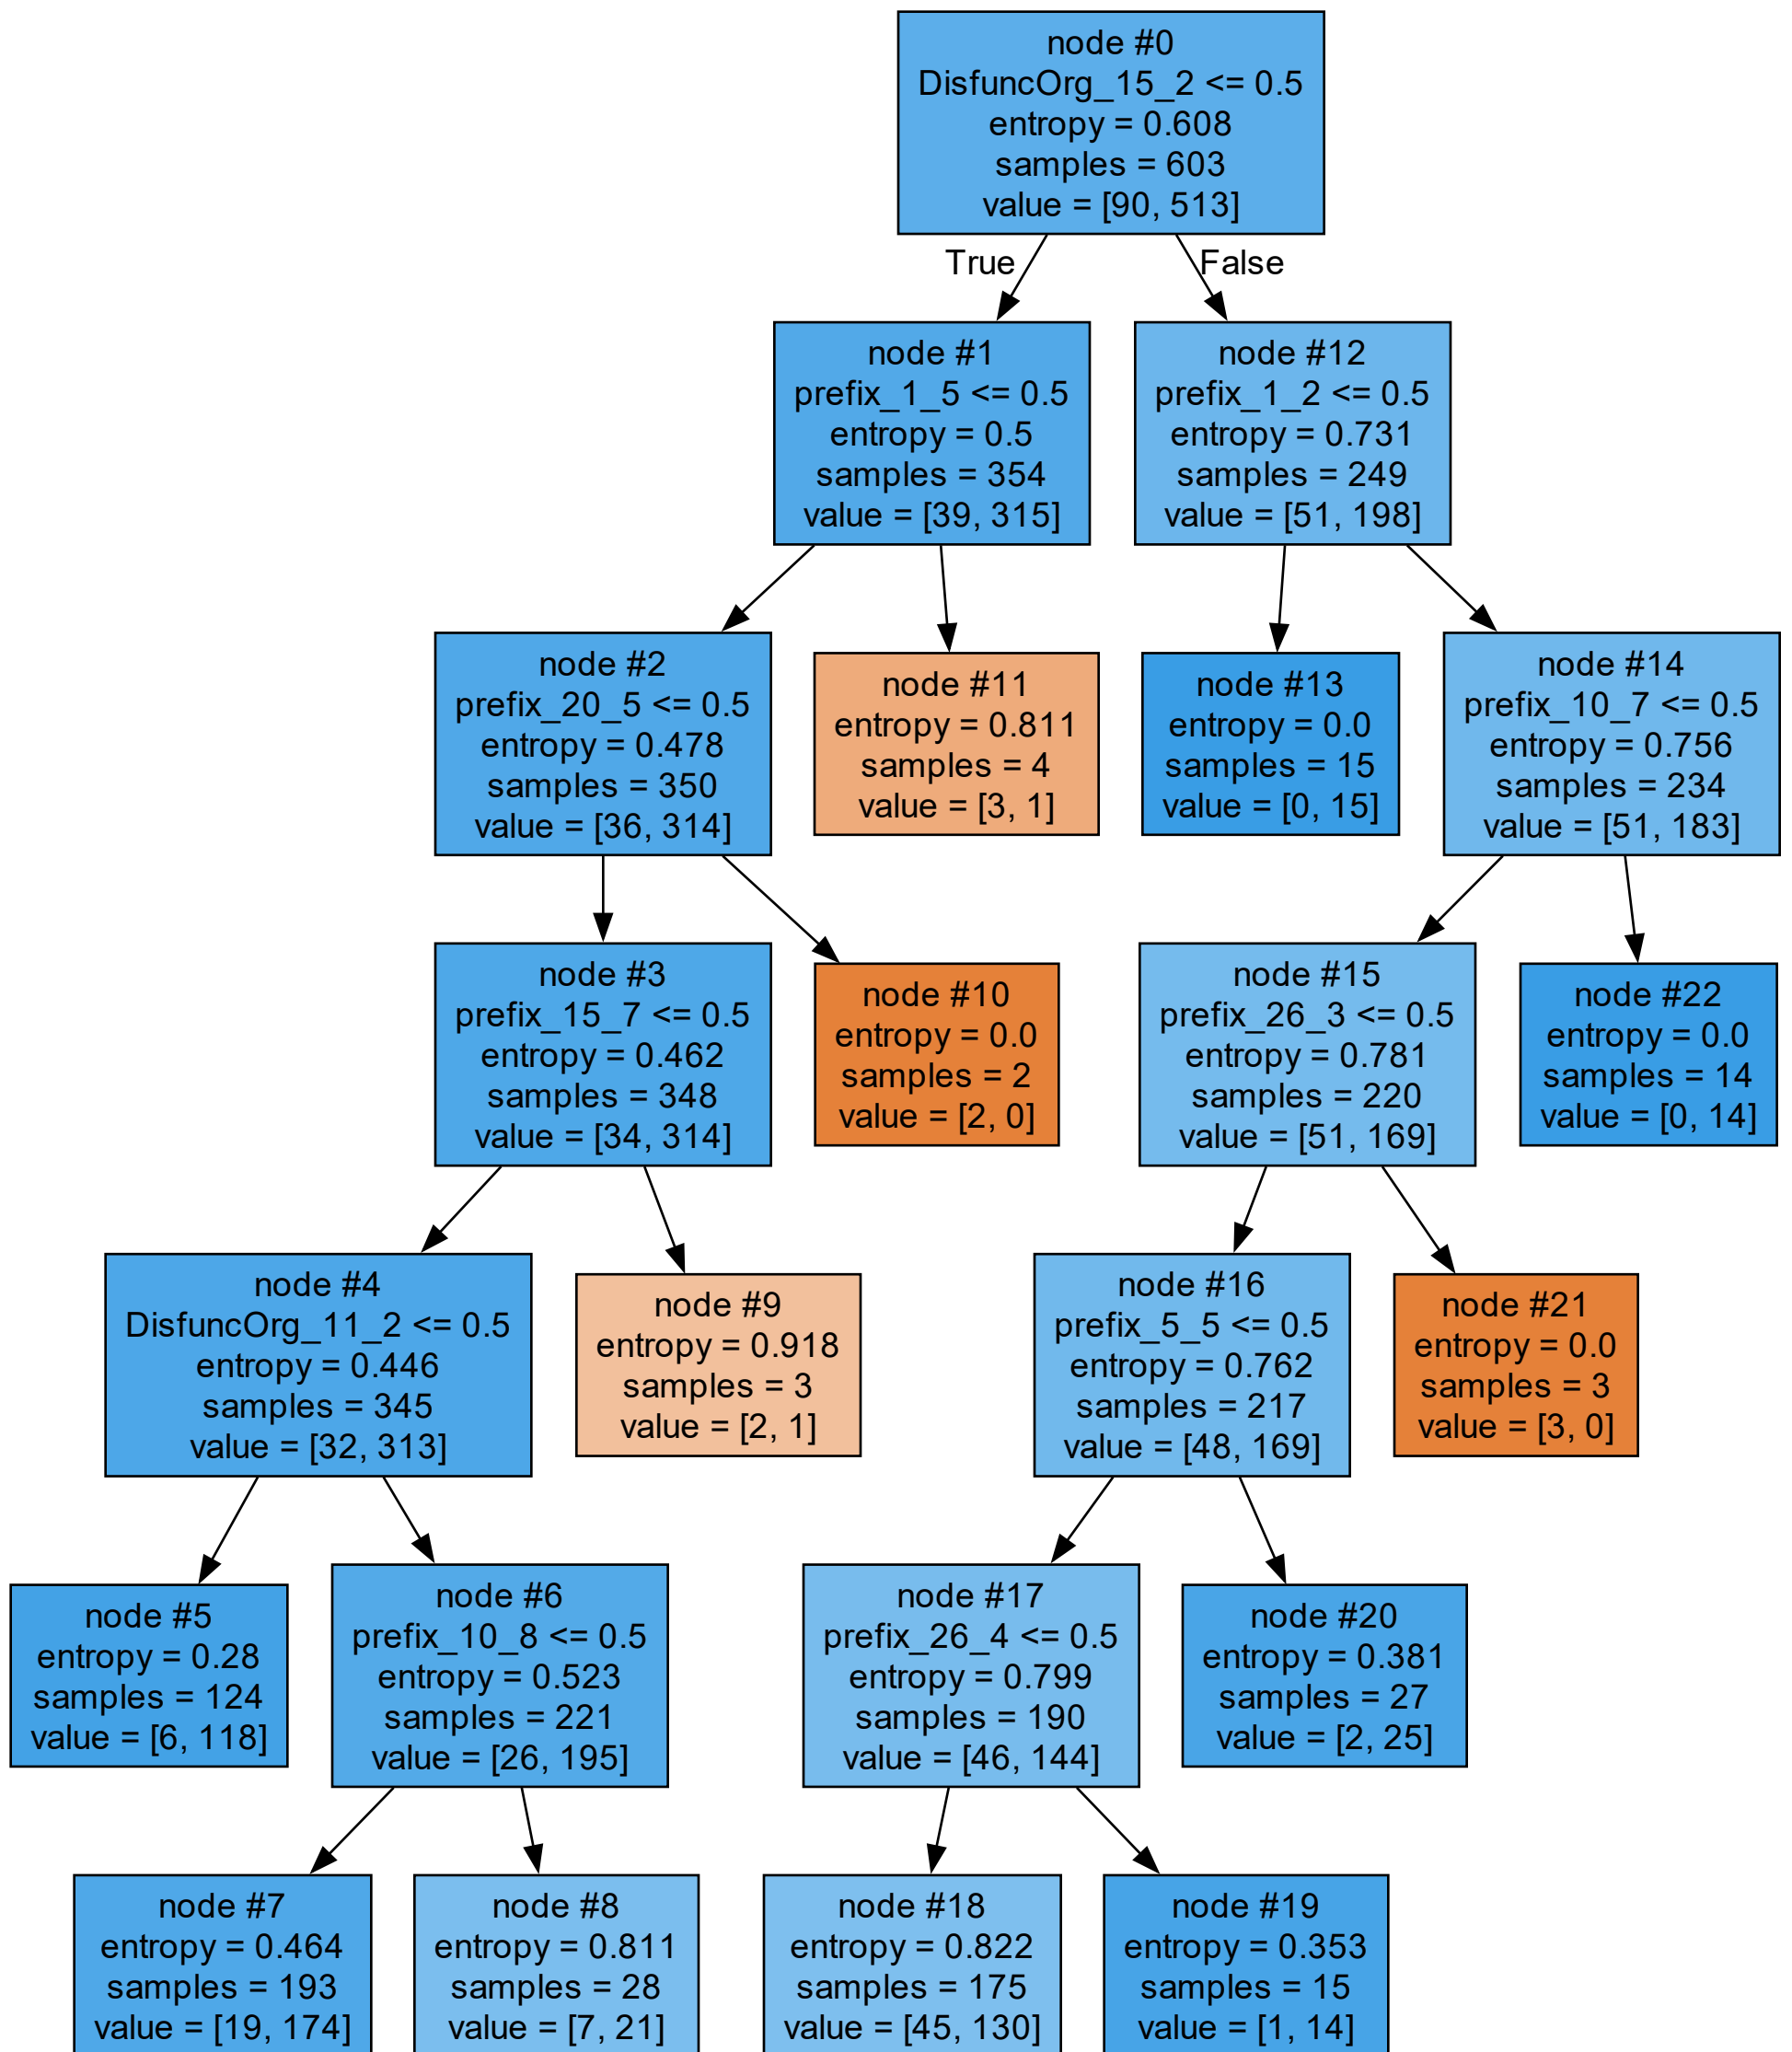 node #0
DisfuncOrg_15_2 <= 0.5
entropy = 0.608
samples = 603
value = [90, 513]
True
False
node #1
prefix_1_5 <= 0.5
entropy = 0.5
samples = 354
value = [39, 315]
node #12
prefix_1_2 <= 0.5
entropy = 0.731
samples = 249
value = [51, 198]
node #2
prefix_20_5 <= 0.5
entropy = 0.478
samples = 350
value = [36, 314]
node #11
entropy = 0.811
samples = 4
value = [3, 1]
node #13
entropy = 0.0
samples = 15
value = [0, 15]
node #14
prefix_10_7 <= 0.5
entropy = 0.756
samples = 234
value = [51, 183]
node #3
prefix_15_7 <= 0.5
entropy = 0.462
samples = 348
value = [34, 314]
node #10
entropy = 0.0
samples = 2
value = [2, 0]
node #15
prefix_26_3 <= 0.5
entropy = 0.781
samples = 220
value = [51, 169]
node #22
entropy = 0.0
samples = 14
value = [0, 14]
node #4
DisfuncOrg_11_2 <= 0.5
entropy = 0.446
samples = 345
value = [32, 313]
node #9
entropy = 0.918
samples = 3
value = [2, 1]
node #16
prefix_5_5 <= 0.5
entropy = 0.762
samples = 217
value = [48, 169]
node #21
entropy = 0.0
samples = 3
value = [3, 0]
node #5
entropy = 0.28
samples = 124
value = [6, 118]
node #6
prefix_10_8 <= 0.5
entropy = 0.523
samples = 221
value = [26, 195]
node #17
prefix_26_4 <= 0.5
entropy = 0.799
samples = 190
value = [46, 144]
node #20
entropy = 0.381
samples = 27
value = [2, 25]
node #7
entropy = 0.464
samples = 193
value = [19, 174]
node #8
entropy = 0.811
samples = 28
value = [7, 21]
node #18
entropy = 0.822
samples = 175
value = [45, 130]
node #19
entropy = 0.353
samples = 15
value = [1, 14]